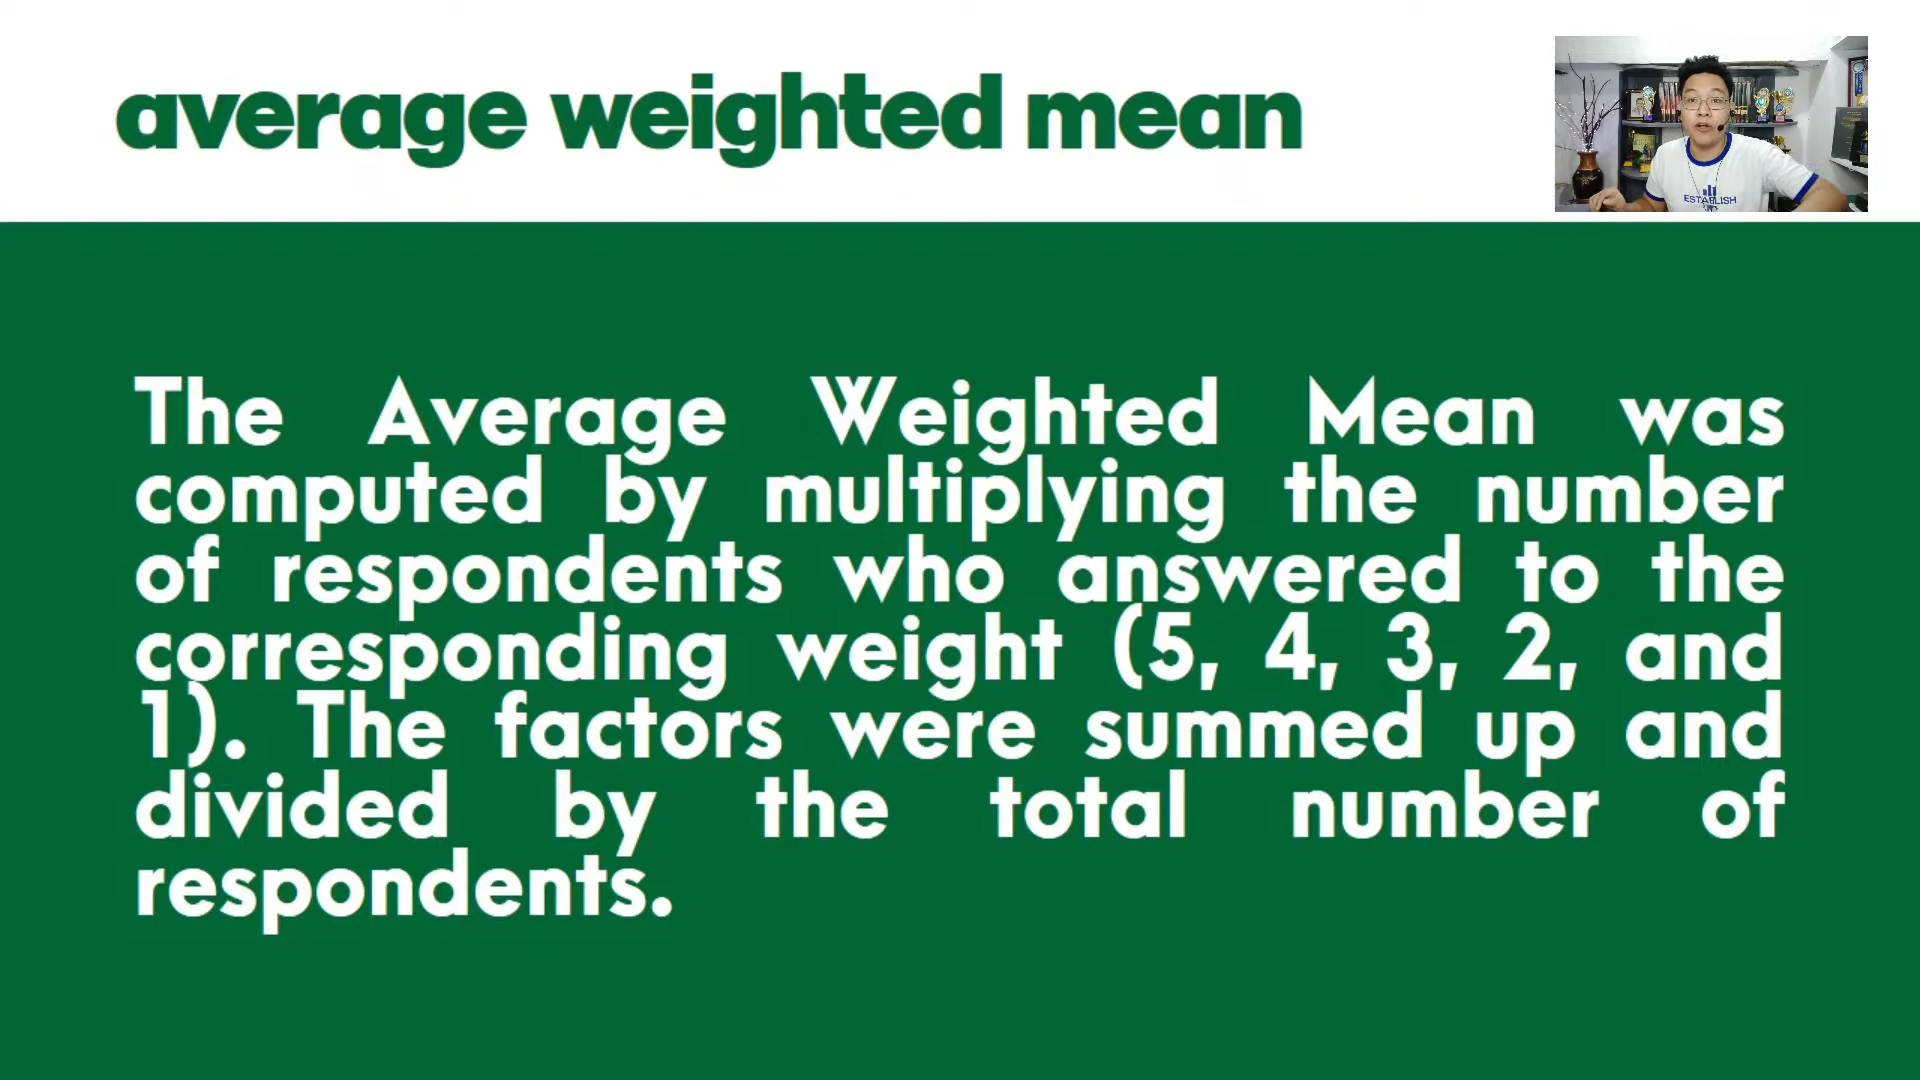 average weighted mean
ESTABLISH
The Average Weighted Mean was
computed by multiplying the number
of respondents who answered to the
corresponding weight (5, 4, 3, 2, and
1). The factors were summed up and
divided by the total number of
respondents.